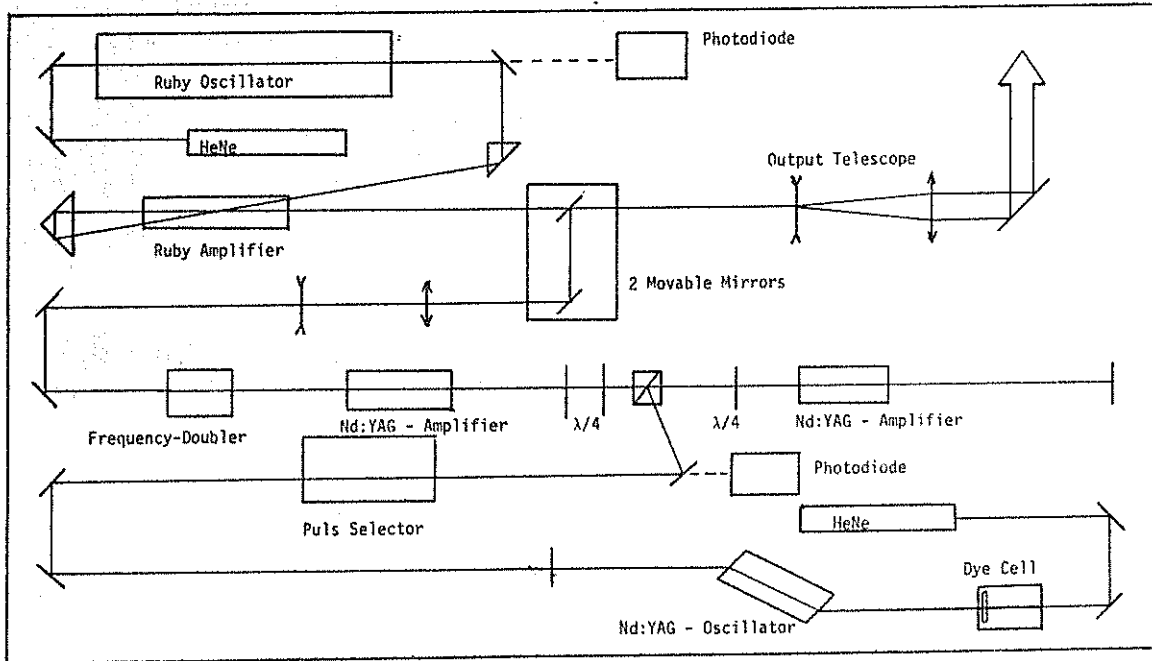 Photodiode
Ruby Oscillator
HeNe
Output Telescope
Ruby Amplifier
2 Movable Mirrors
Frequency-Doubler
Nd:YAG - Amplifier
λ/4
λ/4
Nd:YAG - Amplifier
Photodiode
Puls Selector
HeNe
Dye Cell
Nd:YAG - Oscillator